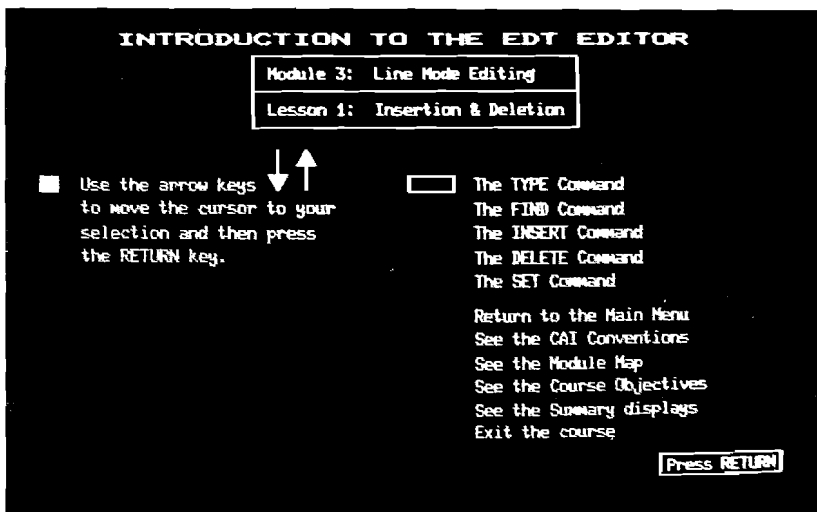 INTRODUCTION TO THE EDT EDITOR
Module 3: Line Mode Editing
Lesson 1: Insertion & Deletion
Use the arrow keys
to move the cursor to your
selection and then press
the RETURN key.
The TYPE Command
The FIND Command
The INSERT Command
The DELETE Command
The SET Command
Return to the Main Menu
See the CAI Conventions
See the Module Map
See the Course Objectives
See the Summary displays
Exit the course
Press RETURN